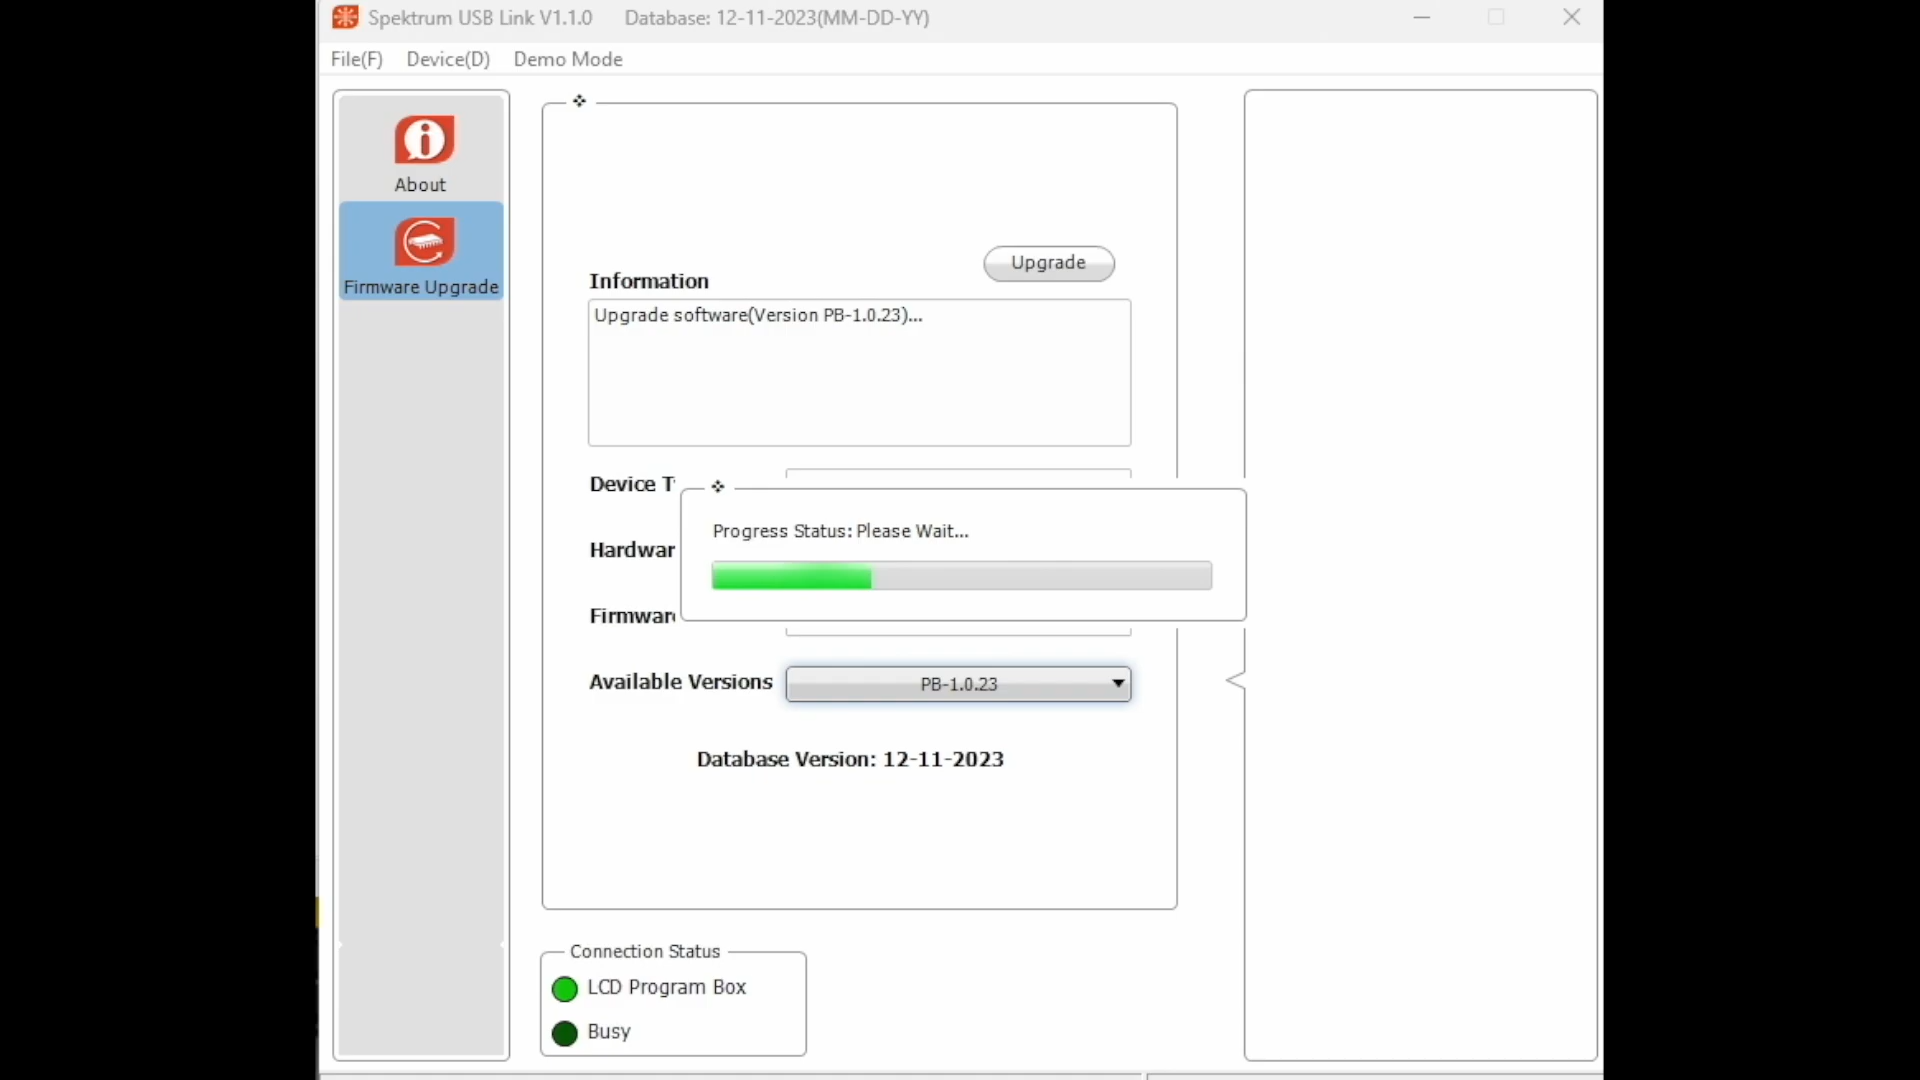 Spektrum USB Link V1.1.0 Database: 12-11-2023(MM-DD-YY)
File(F) Device(D) Demo Mode
About
Firmware Upgrade
Upgrade
Information
Upgrade software(Version PB-1.0.23)...
Device T
Progress Status: Please Wait...
Hardwar
Firmwar
Available Versions PB-1.0.23
Database Version: 12-11-2023
Connection Status
LCD Program Box
Busy